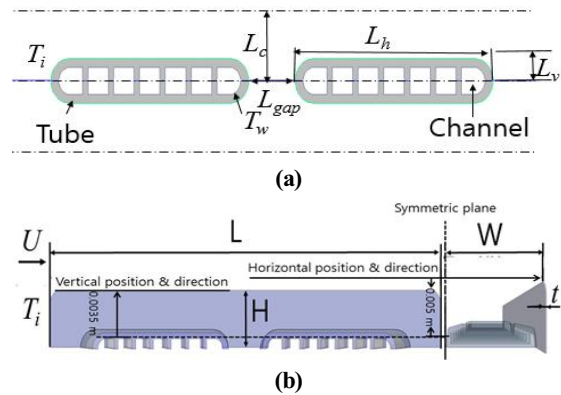 T_i
L_c
L_h
L_v
L_gap
T_w
Tube
Channel
(a)
Symmetric plane
U
L
W
Horizontal position & direction
Vertical position & direction
T_i
0.0035 m
H
0.005 m
t
(b)